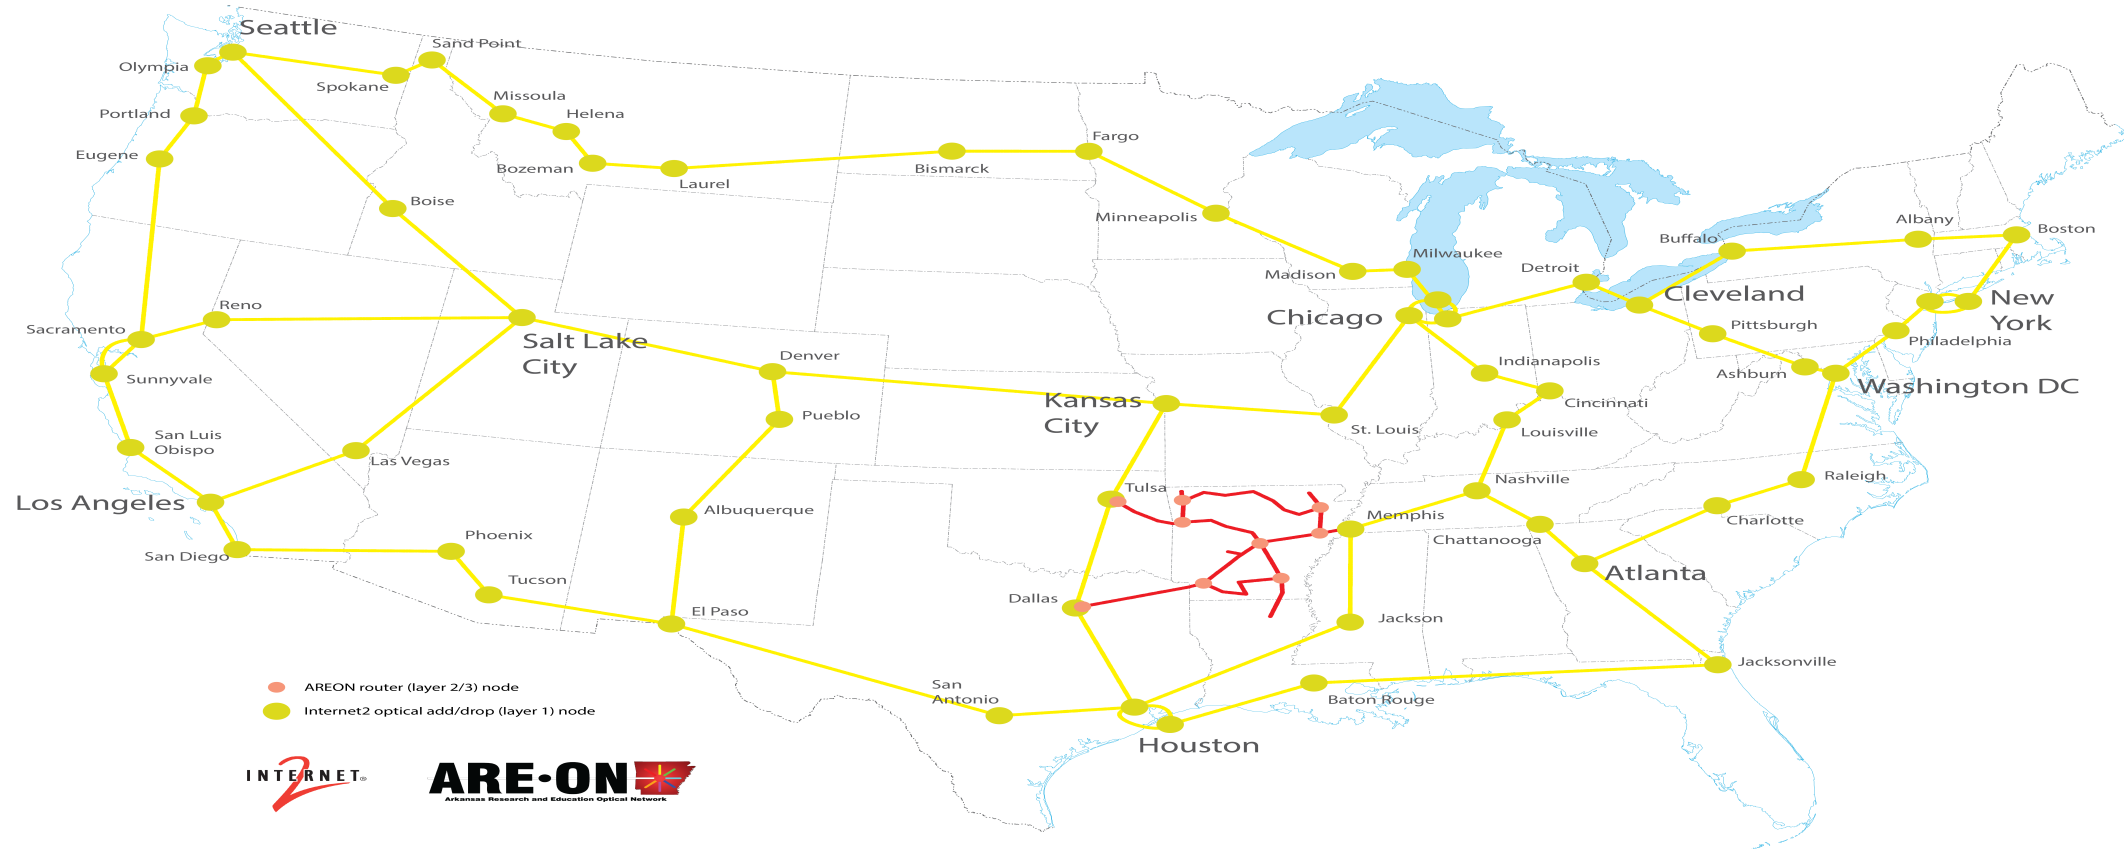 Seattle
Sand Point
Olympia
Spokane
Missoula
Portland
Helena
Fargo
Eugene
Bozeman
Bismarck
Laurel
Boise
Minneapolis
Albany
Boston
Buffalo
Milwaukee
Detroit
Madison
Cleveland
New
York
Reno
Sacramento
Chicago
Pittsburgh
Philadelphia
Salt Lake
City
Denver
Indianapolis
Ashburn
Sunnyvale
Washington DC
Kansas
City
Cincinnati
Pueblo
St. Louis
Louisville
San Luis
Obispo
Las Vegas
Nashville
Raleigh
Tulsa
Los Angeles
Albuquerque
Memphis
Charlotte
Phoenix
Chattanooga
San Diego
Tucson
Atlanta
Dallas
El Paso
Jackson
Jacksonville
San
Antonio
Baton Rouge
Houston
AREON router (layer 2/3) node
Internet2 optical add/drop (layer 1) node
INTERNET®
2
ARE·ON
Arkansas Research and Education Optical Network